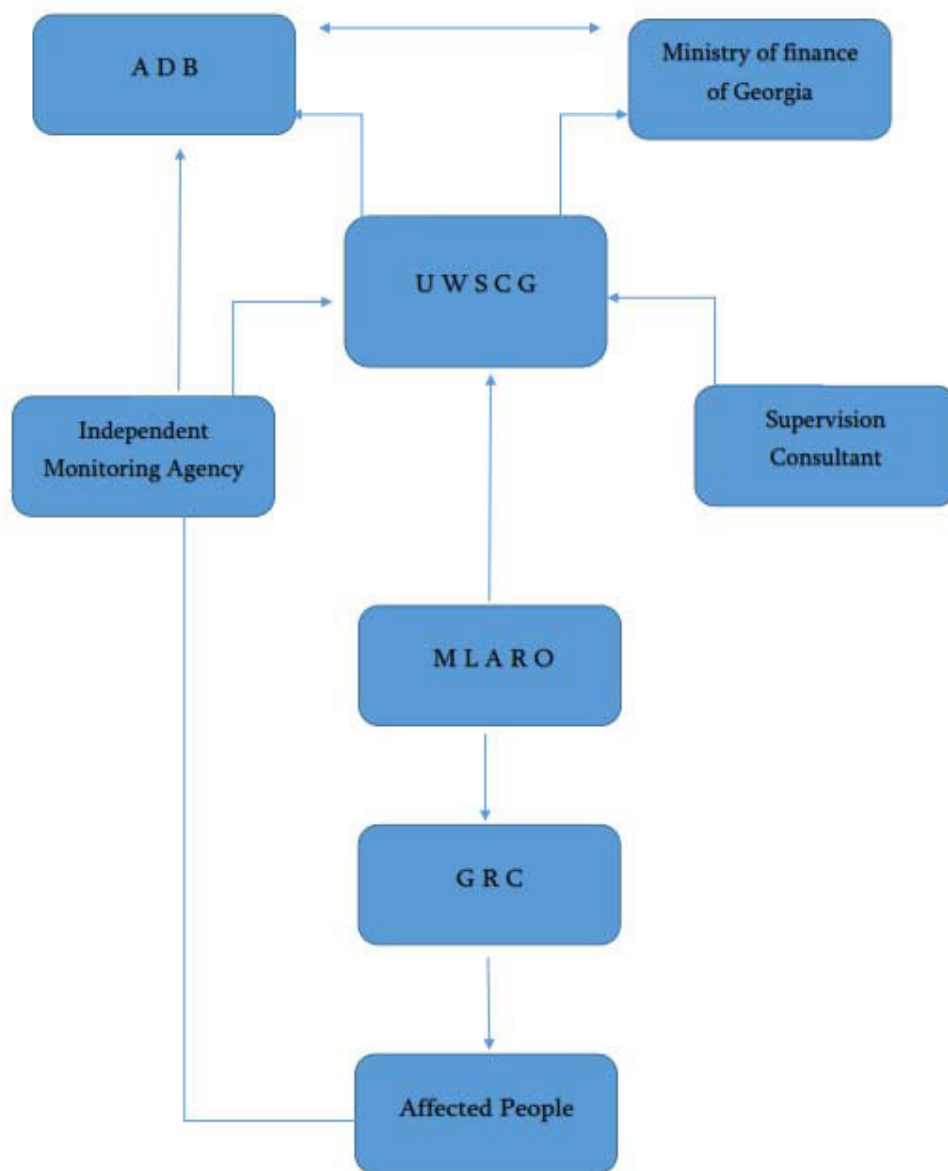 A D B
Ministry of finance
of Georgia
U W S C G
Independent
Monitoring Agency
Supervision
Consultant
M L A R O
G R C
Affected People